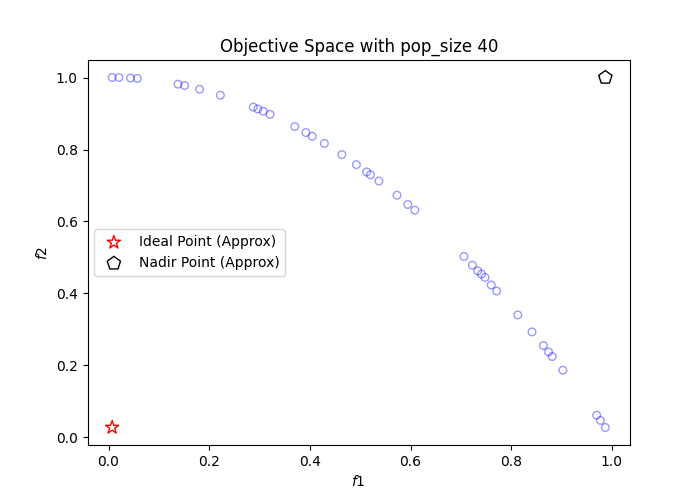 Objective Space with pop_size 40
1.0
0.8
0.6
0.4
0.2
0.0
f2
Ideal Point (Approx)
Nadir Point (Approx)
0.0 0.2 0.4 0.6 0.8 1.0
f1